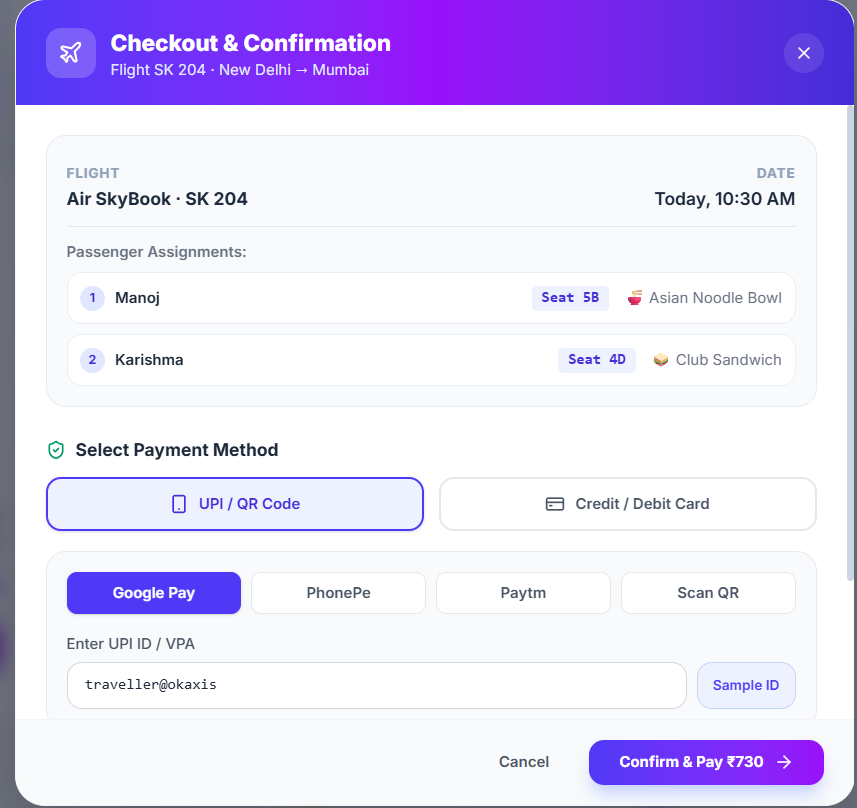 Checkout & Confirmation
Flight SK 204 · New Delhi → Mumbai
FLIGHT
Air SkyBook · SK 204
DATE
Today, 10:30 AM
Passenger Assignments:
1 Manoj Seat 5B Asian Noodle Bowl
2 Karishma Seat 4D Club Sandwich
Select Payment Method
UPI / QR Code
Credit / Debit Card
Google Pay
PhonePe
Paytm
Scan QR
Enter UPI ID / VPA
traveller@okaxis
Sample ID
Cancel
Confirm & Pay ₹730 →